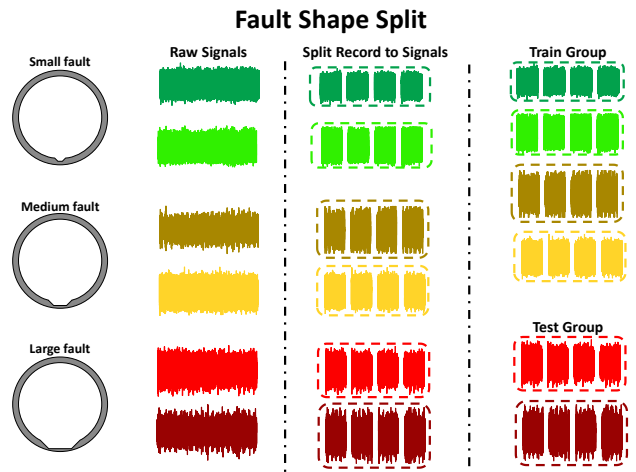 Fault Shape Split
Raw Signals
Split Record to Signals
Train Group
Small fault
Medium fault
Large fault
Test Group